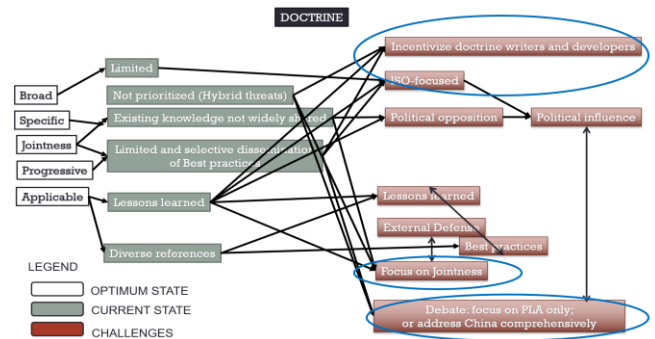 DOCTRINE
Incentivize doctrine writers and developers
Limited
ISO-focused
Broad
Not prioritized (Hybrid threats)
Specific
Existing knowledge not widely shared
Political opposition
Political influence
Jointness
Limited and selective dissemination
of Best practices
Progressive
Applicable
Lessons learned
Lessons learned
External Defense
Diverse references
Best practices
Focus on Jointness
LEGEND
OPTIMUM STATE
CURRENT STATE
CHALLENGES
Debate: focus on PLA only;
or address China comprehensively